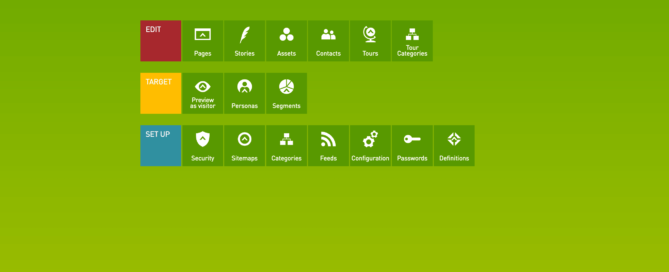 EDIT
Pages
Stories
Assets
Contacts
Tours
Tour
Categories
TARGET
Preview
as visitor
Personas
Segments
SET UP
Security
Sitemaps
Categories
Feeds
Configuration
Passwords
Definitions